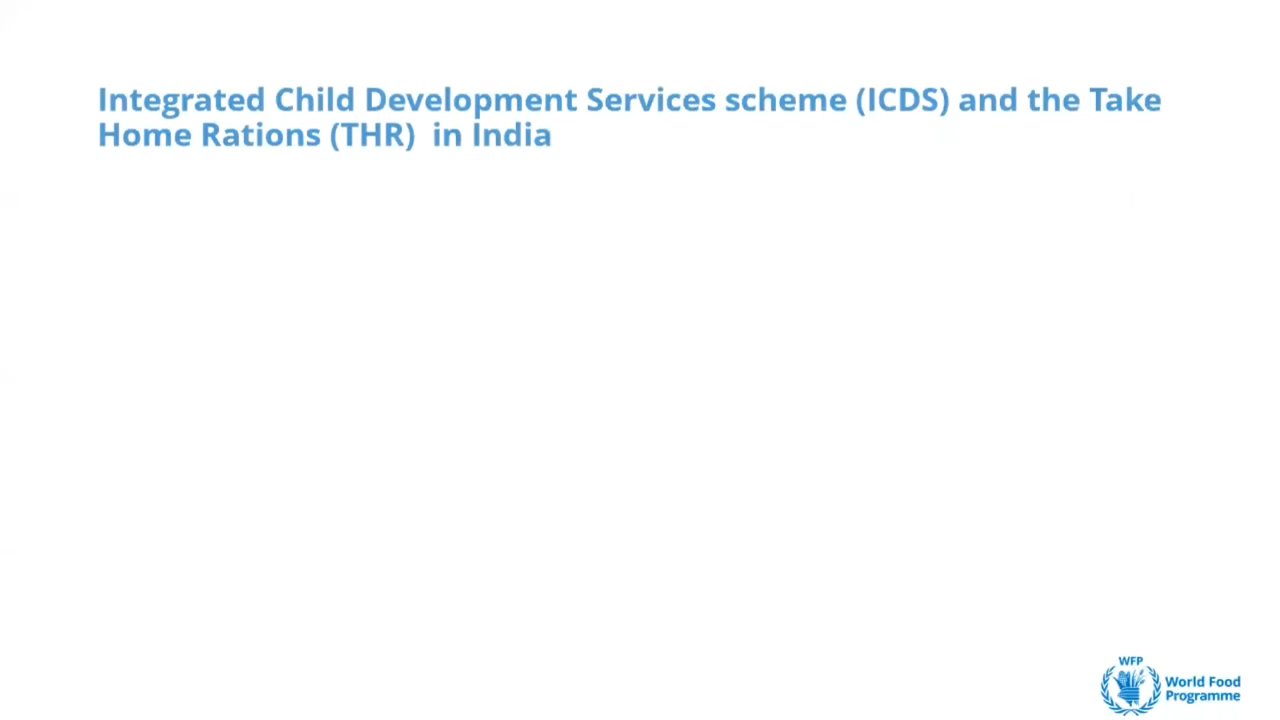 Integrated Child Development Services scheme (ICDS) and the Take
Home Rations (THR)  in India
WFP
World Food
Programme